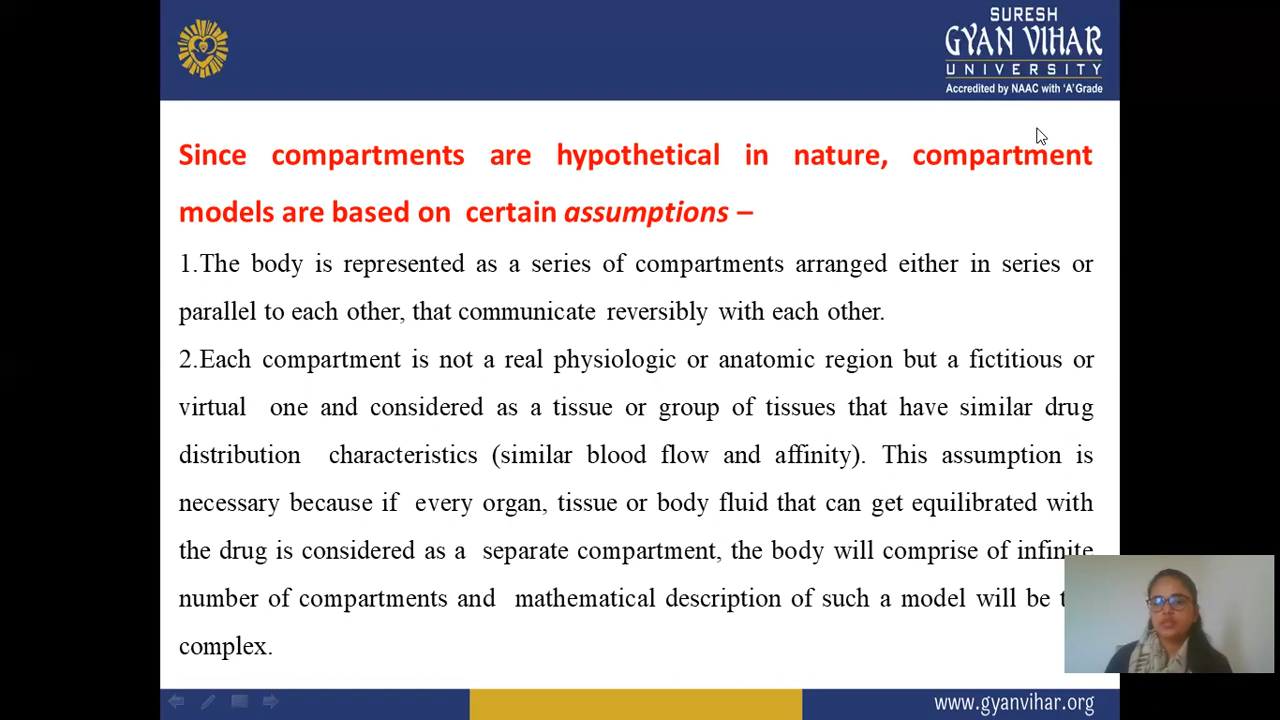 SURESH
GYAN VIHAR
UNIVERSITY
Accredited by NAAC with 'A' Grade
Since compartments are hypothetical in nature, compartment
models are based on certain assumptions –
1.The body is represented as a series of compartments arranged either in series or
parallel to each other, that communicate reversibly with each other.
2.Each compartment is not a real physiologic or anatomic region but a fictitious or
virtual one and considered as a tissue or group of tissues that have similar drug
distribution characteristics (similar blood flow and affinity). This assumption is
necessary because if every organ, tissue or body fluid that can get equilibrated with
the drug is considered as a separate compartment, the body will comprise of infinite
number of compartments and mathematical description of such a model will be
complex.
www.gyanvihar.org